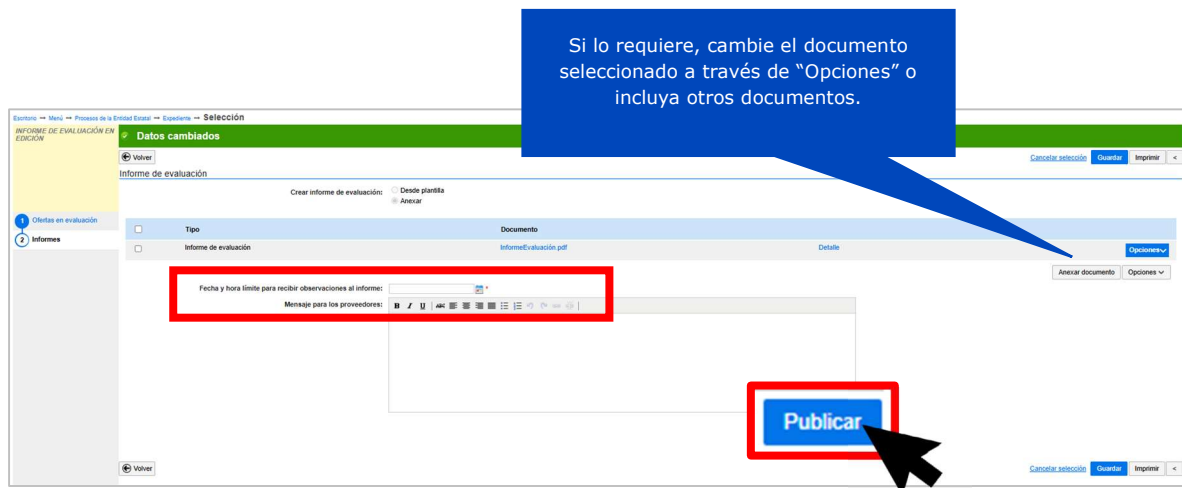 Si lo requiere, cambie el documento
seleccionado a través de “Opciones” o
incluya otros documentos.
Escritorio → Menú → Procesos de la Entidad Estatal → Expediente → Selección
INFORME DE EVALUACIÓN EN
EDICIÓN
Datos cambiados
Volver
Cancelar selección Guardar Imprimir <
Informe de evaluación
Crear informe de evaluación: Desde plantilla
Anexar
1 Ofertas en evaluación
2 Informes
Tipo Documento
Informe de evaluación InformeEvaluación.pdf Detalle Opciones
Anexar documento Opciones
Fecha y hora límite para recibir observaciones al informe: *
Mensaje para los proveedores: B I U ABC
Publicar
Volver
Cancelar selección Guardar Imprimir <